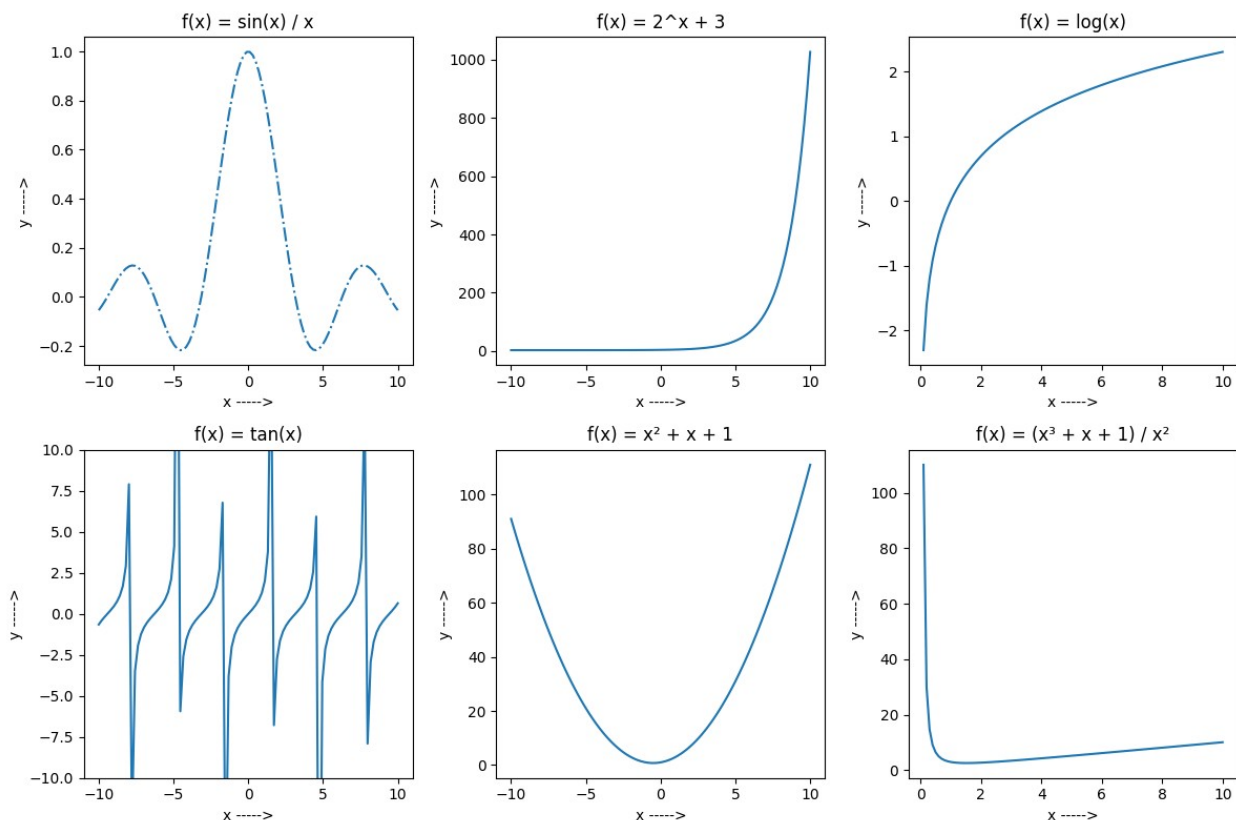 f(x) = sin(x) / x
1.0
0.8
0.6
0.4
0.2
0.0
−0.2
y ----->
−10 −5 0 5 10
x ----->
f(x) = 2^x + 3
1000
800
600
400
200
0
y ----->
−10 −5 0 5 10
x ----->
f(x) = log(x)
2
1
0
−1
−2
y ----->
0 2 4 6 8 10
x ----->
f(x) = tan(x)
10.0
7.5
5.0
2.5
0.0
−2.5
−5.0
−7.5
−10.0
y ----->
−10 −5 0 5 10
x ----->
f(x) = x² + x + 1
100
80
60
40
20
0
y ----->
−10 −5 0 5 10
x ----->
f(x) = (x³ + x + 1) / x²
100
80
60
40
20
0
y ----->
0 2 4 6 8 10
x ----->